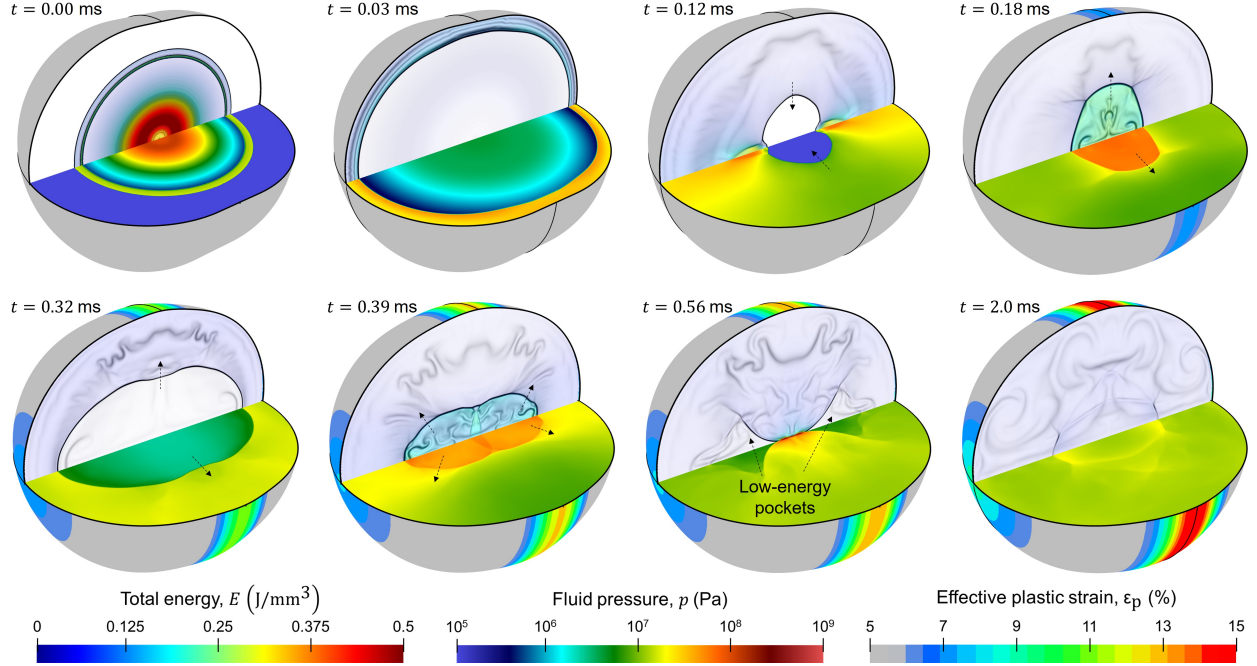 t = 0.00 ms
t = 0.03 ms
t = 0.12 ms
t = 0.18 ms
t = 0.32 ms
t = 0.39 ms
t = 0.56 ms
t = 2.0 ms
Low-energy
pockets
Total energy, E (J/mm³)
0 0.125 0.25 0.375 0.5
Fluid pressure, p (Pa)
10⁵ 10⁶ 10⁷ 10⁸ 10⁹
Effective plastic strain, εₚ (%)
5 7 9 11 13 15